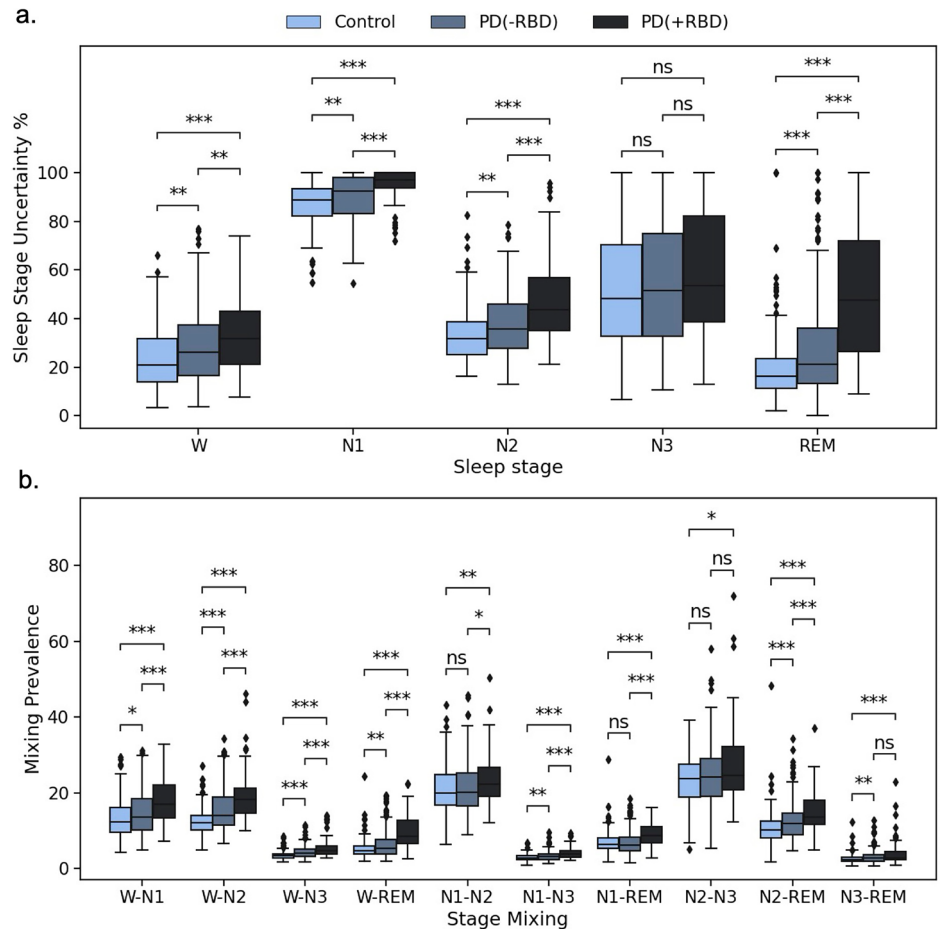 a.
Control PD(-RBD) PD(+RBD)
Sleep Stage Uncertainty %
100
80
60
40
20
0
*** ** **
*** ** ***
*** ** ***
ns ns ns
*** *** ***
W N1 N2 N3 REM
Sleep stage
b.
Mixing Prevalence
80
60
40
20
0
*** *** *
*** *** ***
*** *** ***
*** *** **
** * ns
*** *** **
*** *** ns
* ns ns
*** *** ***
*** ns **
W-N1 W-N2 W-N3 W-REM N1-N2 N1-N3 N1-REM N2-N3 N2-REM N3-REM
Stage Mixing